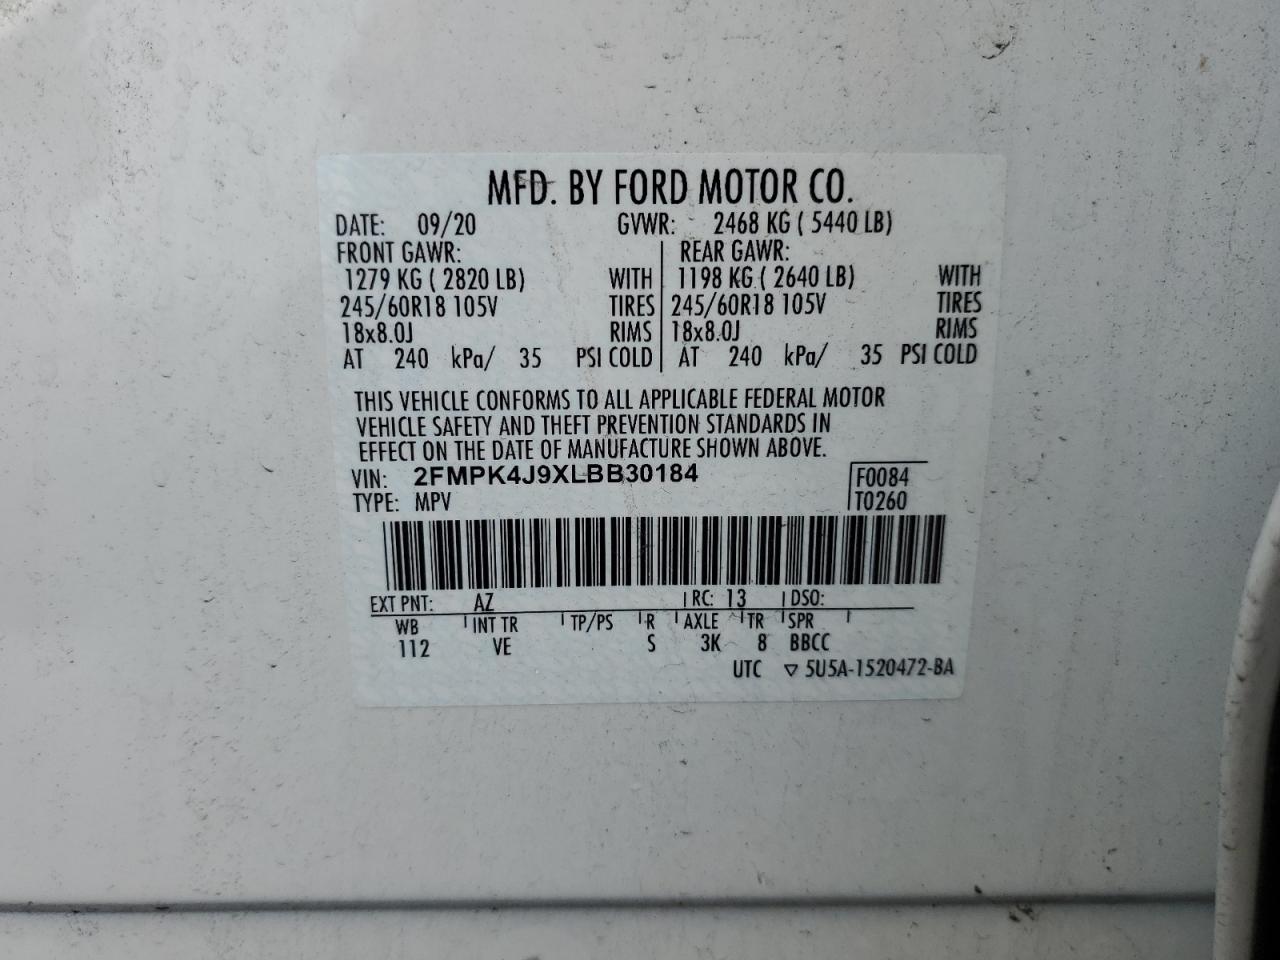 MFD. BY FORD MOTOR CO.
DATE: 09/20 GVWR: 2468 KG ( 5440 LB)
FRONT GAWR: REAR GAWR:
1279 KG ( 2820 LB) WITH 1198 KG ( 2640 LB) WITH
245/60R18 105V TIRES 245/60R18 105V TIRES
18x8.0J RIMS 18x8.0J RIMS
AT 240 kPa/ 35 PSI COLD AT 240 kPa/ 35 PSI COLD
THIS VEHICLE CONFORMS TO ALL APPLICABLE FEDERAL MOTOR
VEHICLE SAFETY AND THEFT PREVENTION STANDARDS IN
EFFECT ON THE DATE OF MANUFACTURE SHOWN ABOVE.
VIN: 2FMPK4J9XLBB30184 F0084
TYPE: MPV T0260
EXT PNT: AZ RC: 13 DSO:
WB INT TR TP/PS R AXLE TR SPR
112 VE S 3K 8 BBCC
UTC ▽ 5U5A-1520472-BA